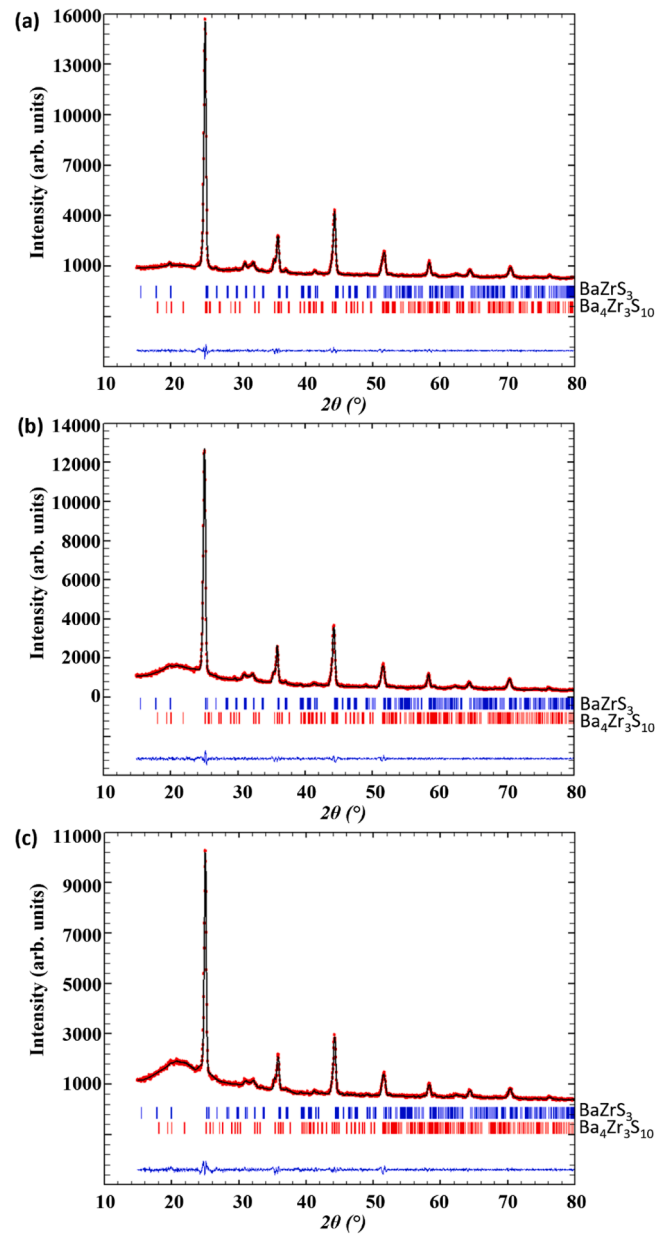 (a)
16000
13000
10000
7000
4000
1000
Intensity (arb. units)
BaZrS₃
Ba₄Zr₃S₁₀
10 20 30 40 50 60 70 80
2θ (°)
(b)
14000
12000
10000
8000
6000
4000
2000
0
Intensity (arb. units)
BaZrS₃
Ba₄Zr₃S₁₀
10 20 30 40 50 60 70 80
2θ (°)
(c)
11000
9000
7000
5000
3000
1000
Intensity (arb. units)
BaZrS₃
Ba₄Zr₃S₁₀
10 20 30 40 50 60 70 80
2θ (°)